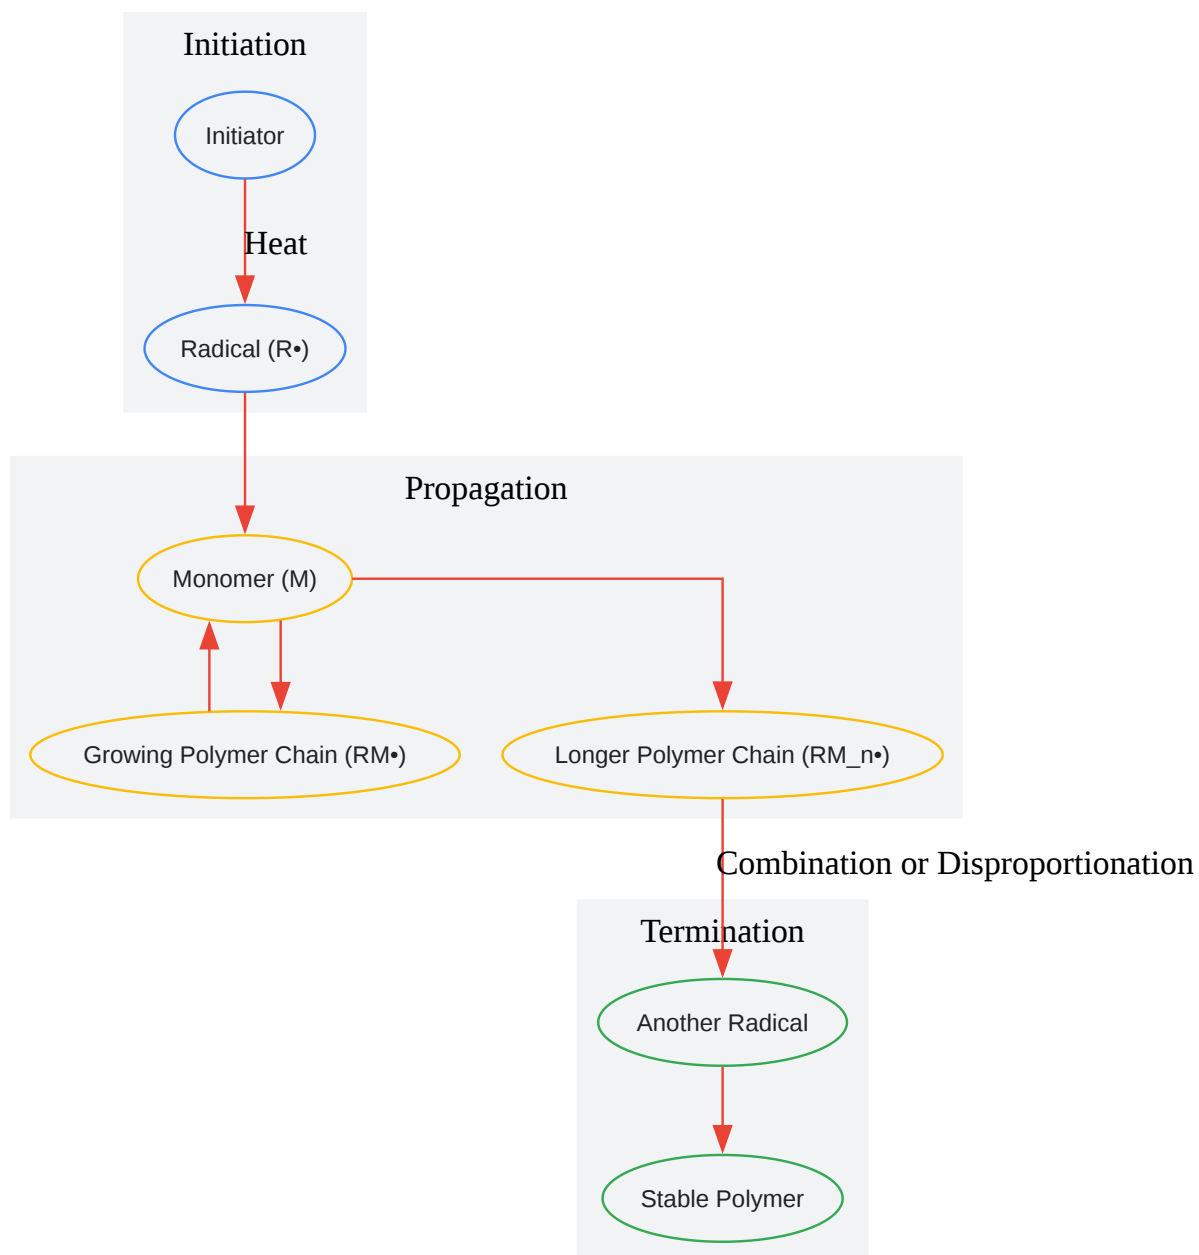 Initiation
Initiator
Heat
Radical (R•)
Propagation
Monomer (M)
Growing Polymer Chain (RM•)
Longer Polymer Chain (RM_n•)
Combination or Disproportionation
Termination
Another Radical
Stable Polymer